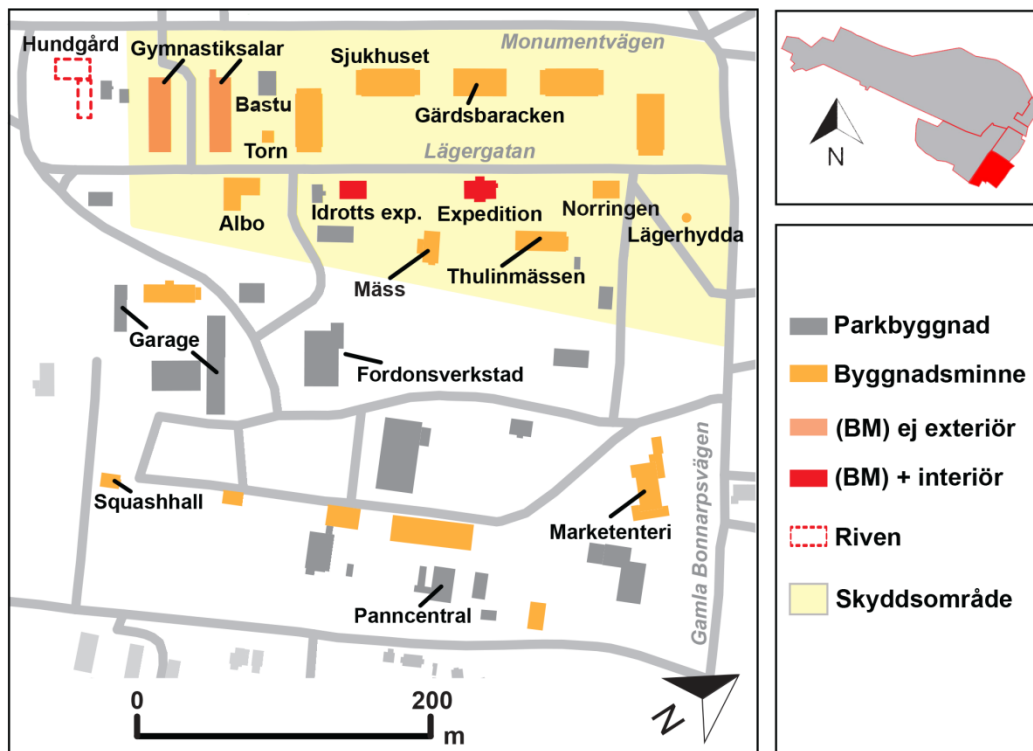 Hundgård
Gymnastiksalar
Sjukhuset
Monumentvägen
Bastu
Gärdsbaracken
Torn
Lägergatan
Albo
Idrotts exp.
Expedition
Norringen
Lägerhydda
Mäss
Thulinmässen
Garage
Fordonsverkstad
Squashhall
Marketenteri
Gamla Bonnarpsvägen
Panncentral
0
200
m
N
N
Parkbyggnad
Byggnadsminne
(BM) ej exteriör
(BM) + interiör
Riven
Skyddsområde